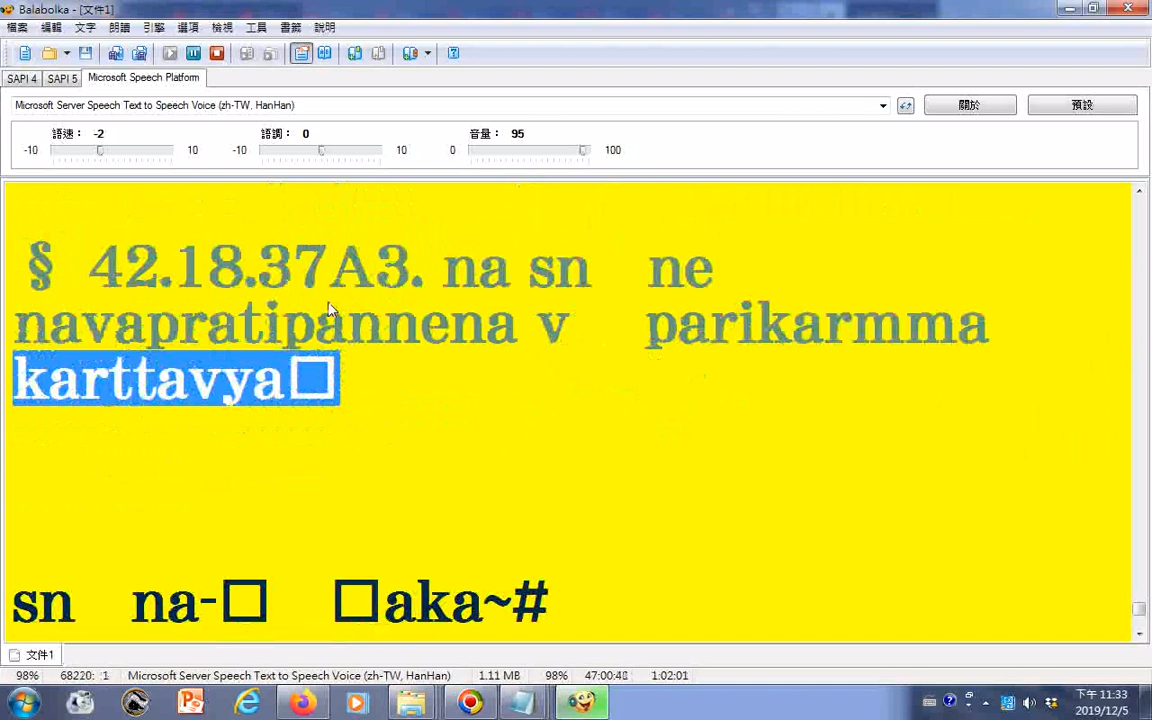 Balabolka - [文件1]
檔案 編輯 文字 朗讀 引擎 選項 檢視 工具 書籤 說明
SAPI 4 SAPI 5 Microsoft Speech Platform
Microsoft Server Speech Text to Speech Voice (zh-TW, HanHan) 關於 預設
語速： -2 語調： 0 音量： 95
-10 10 -10 10 0 100
§ 42.18.37A3. na sn ne
navapratipannena v parikarmma
karttavya□
sn na-□ □aka~#
文件1
98% 68220: :1 Microsoft Server Speech Text to Speech Voice (zh-TW, HanHan) 1.11 MB 98% 1:02:01
下午 11:33
2019/12/5